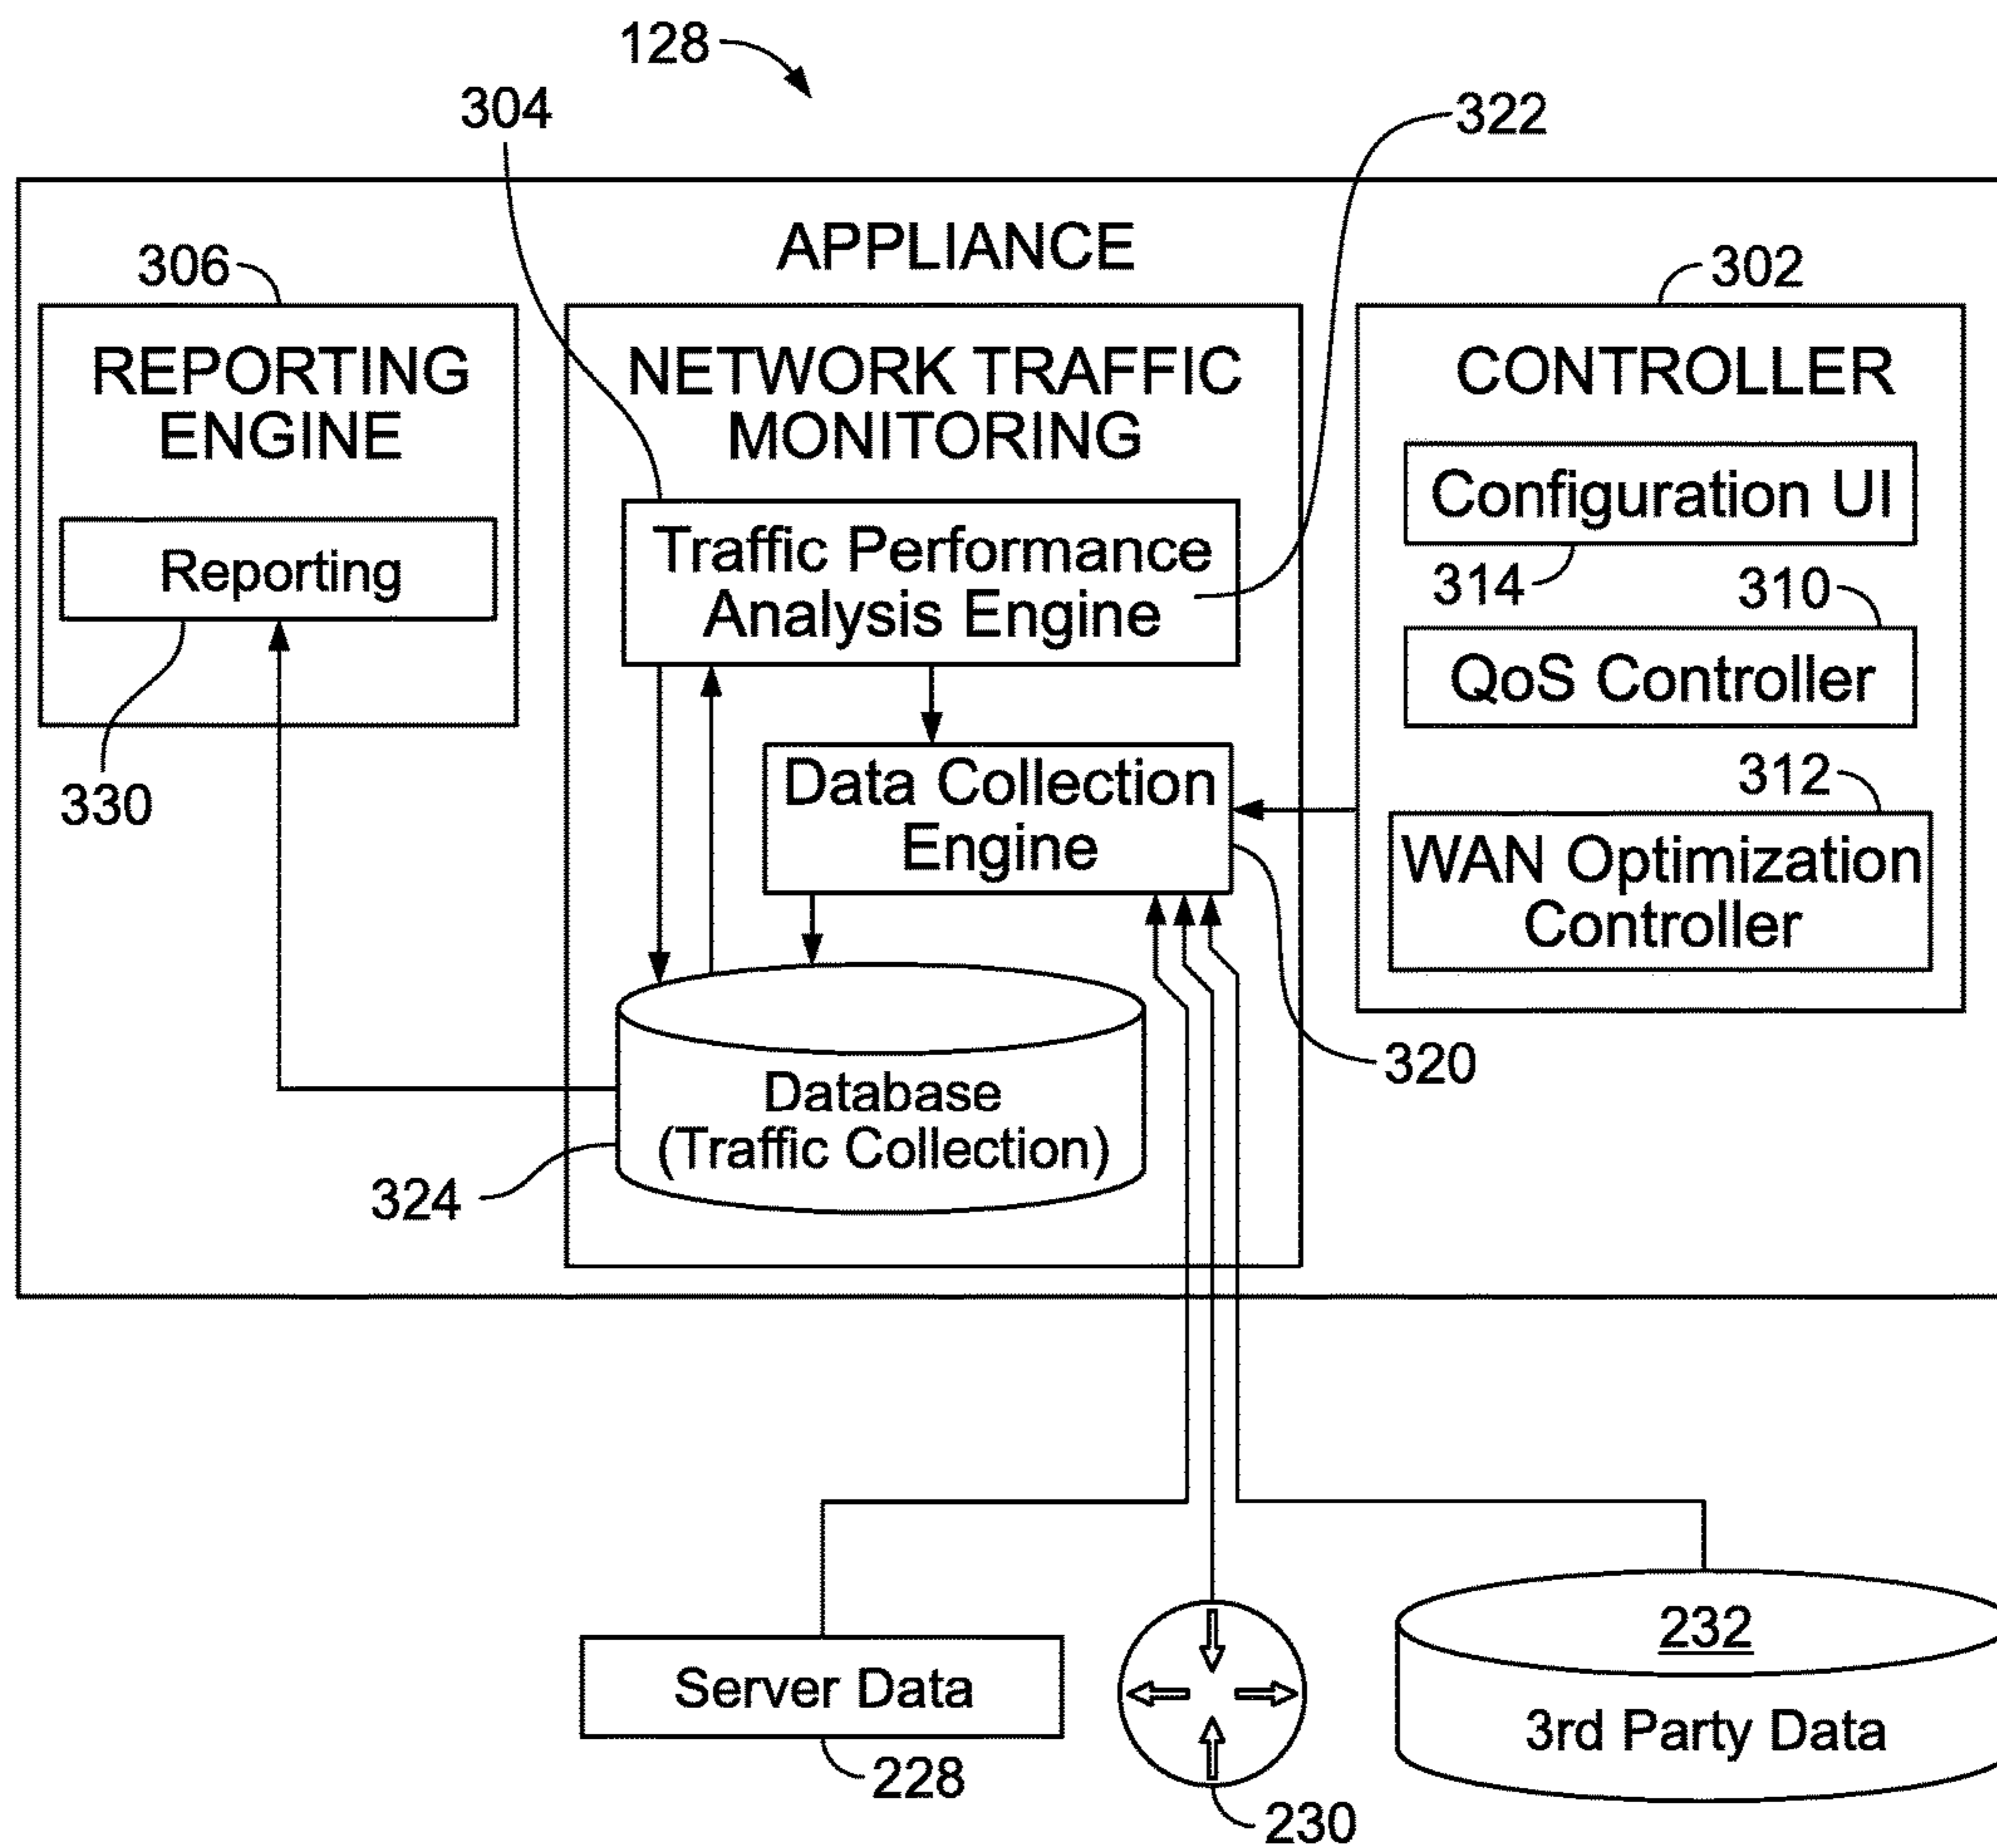 128
304
322
APPLIANCE
306
302
REPORTING
ENGINE
NETWORK TRAFFIC
MONITORING
CONTROLLER
Configuration UI
314
310
Reporting
Traffic Performance
Analysis Engine
QoS Controller
330
312
Data Collection
Engine
WAN Optimization
Controller
320
Database
(Traffic Collection)
324
232
Server Data
3rd Party Data
228
230